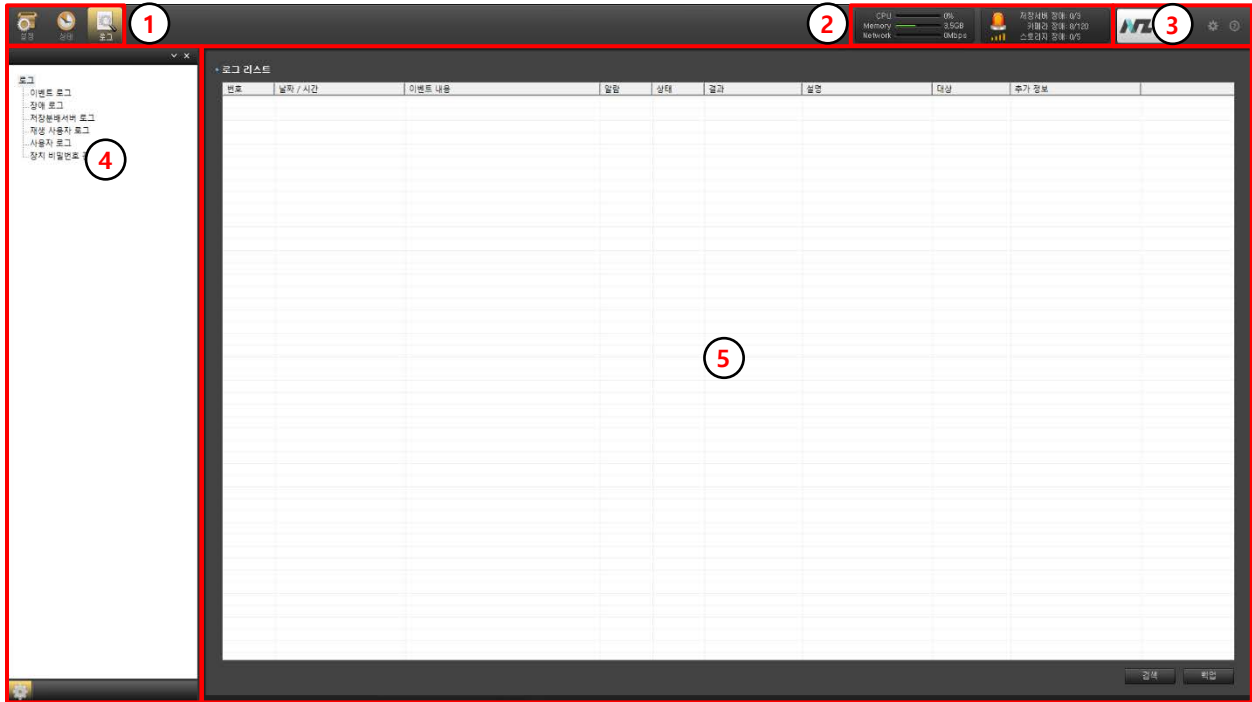 설정 상태 로그
1
2
CPU 0%
Memory 3,5GB
Network 0Mbps
저장서버 장애: 0/3
카메라 장애: 8/120
스토리지 장애: 0/5
3
로그
이벤트 로그
장애 로그
저장분배서버 로그
재생 사용자 로그
사용자 로그
장치 비밀번호
4
로그 리스트
번호 날짜 / 시간 이벤트 내용 알람 상태 결과 설명 대상 추가 정보
5
검색 백업